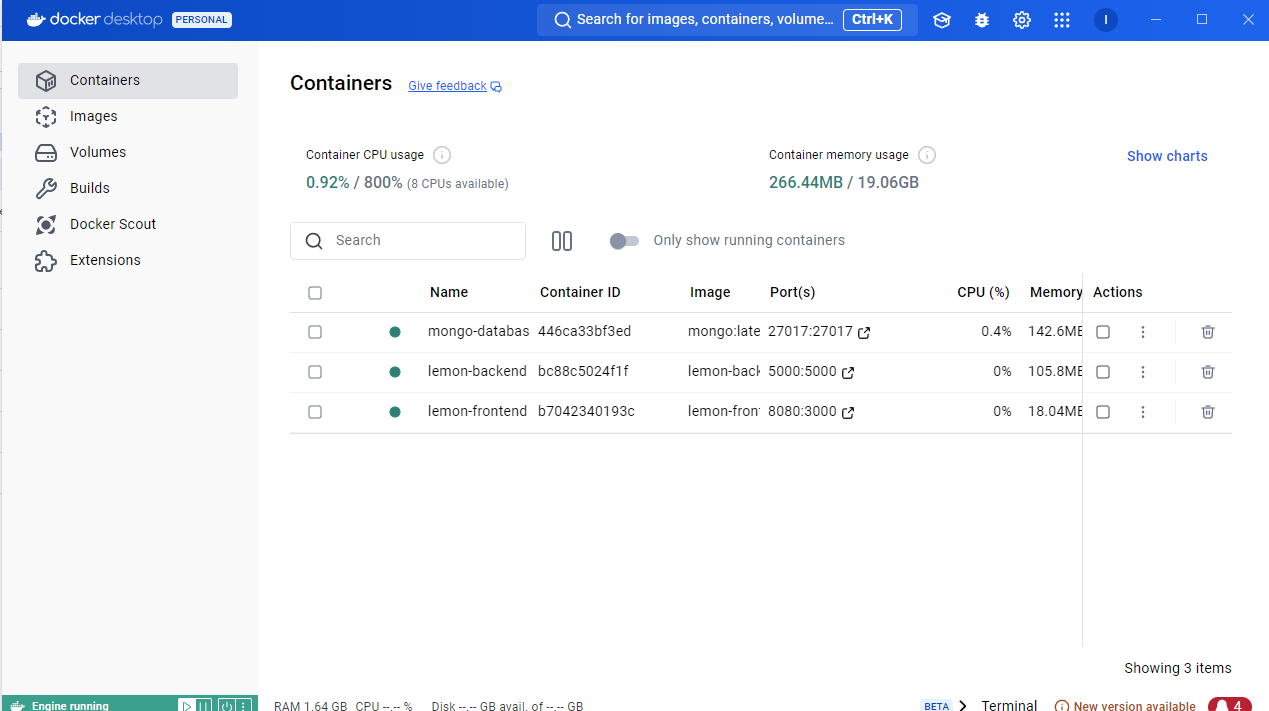 docker desktop PERSONAL
Search for images, containers, volume... Ctrl+K
I
Containers
Images
Volumes
Builds
Docker Scout
Extensions
Containers Give feedback
Container CPU usage
0.92% / 800% (8 CPUs available)
Container memory usage
266.44MB / 19.06GB
Show charts
Search
Only show running containers
Name Container ID Image Port(s) CPU (%) Memory Actions
mongo-databas 446ca33bf3ed mongo:late 27017:27017 0.4% 142.6MB
lemon-backend bc88c5024f1f lemon-back 5000:5000 0% 105.8MB
lemon-frontend b7042340193c lemon-fron 8080:3000 0% 18.04MB
Showing 3 items
Engine running
RAM 1.64 GB CPU --.-- % Disk --.-- GB avail. of --.-- GB
BETA Terminal New version available 4